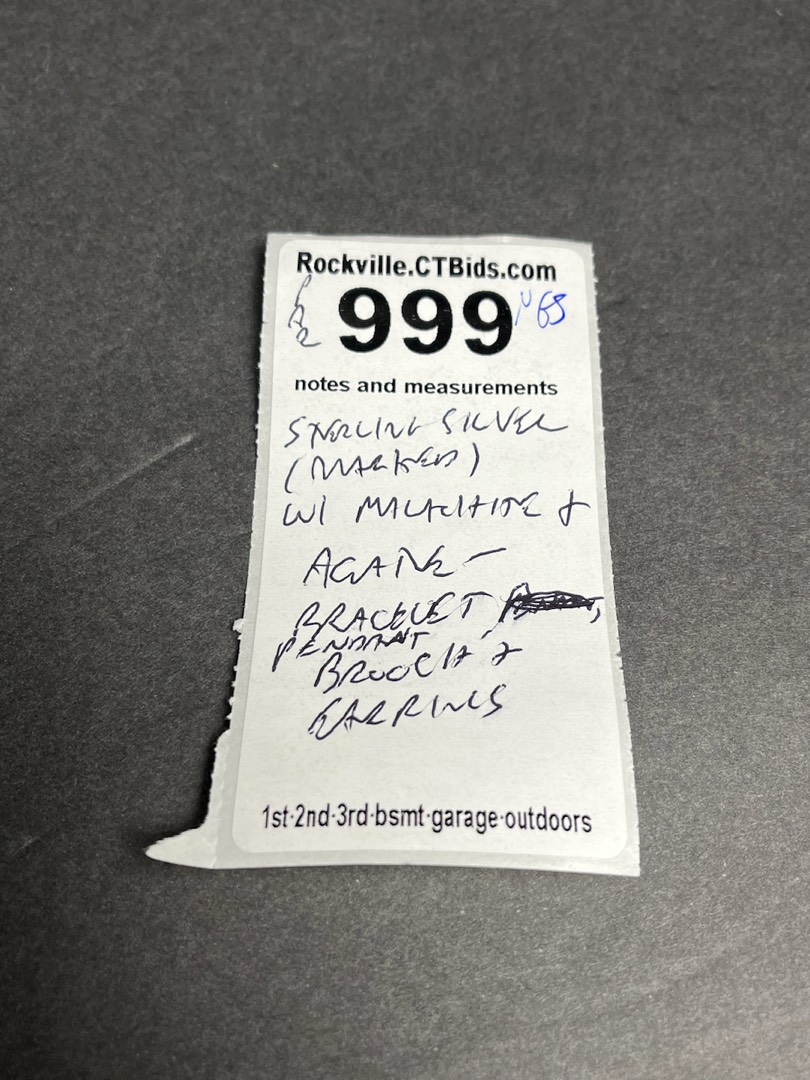 Rockville.CTBids.com
999
notes and measurements
STERLING SILVER
(MARKED)
W/ MALACHITE &
AGATE -
BRACELET ,
PENDANT
BROOCH &
EARRINGS
1st·2nd·3rd·bsmt·garage·outdoors